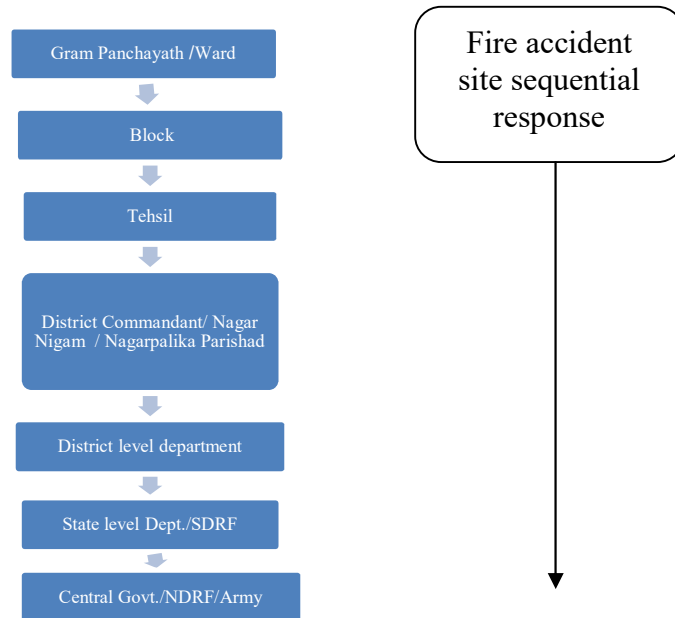 Gram Panchayath /Ward
Block
Tehsil
District Commandant/ Nagar
Nigam / Nagarpalika Parishad
District level department
State level Dept./SDRF
Central Govt./NDRF/Army
Fire accident
site sequential
response